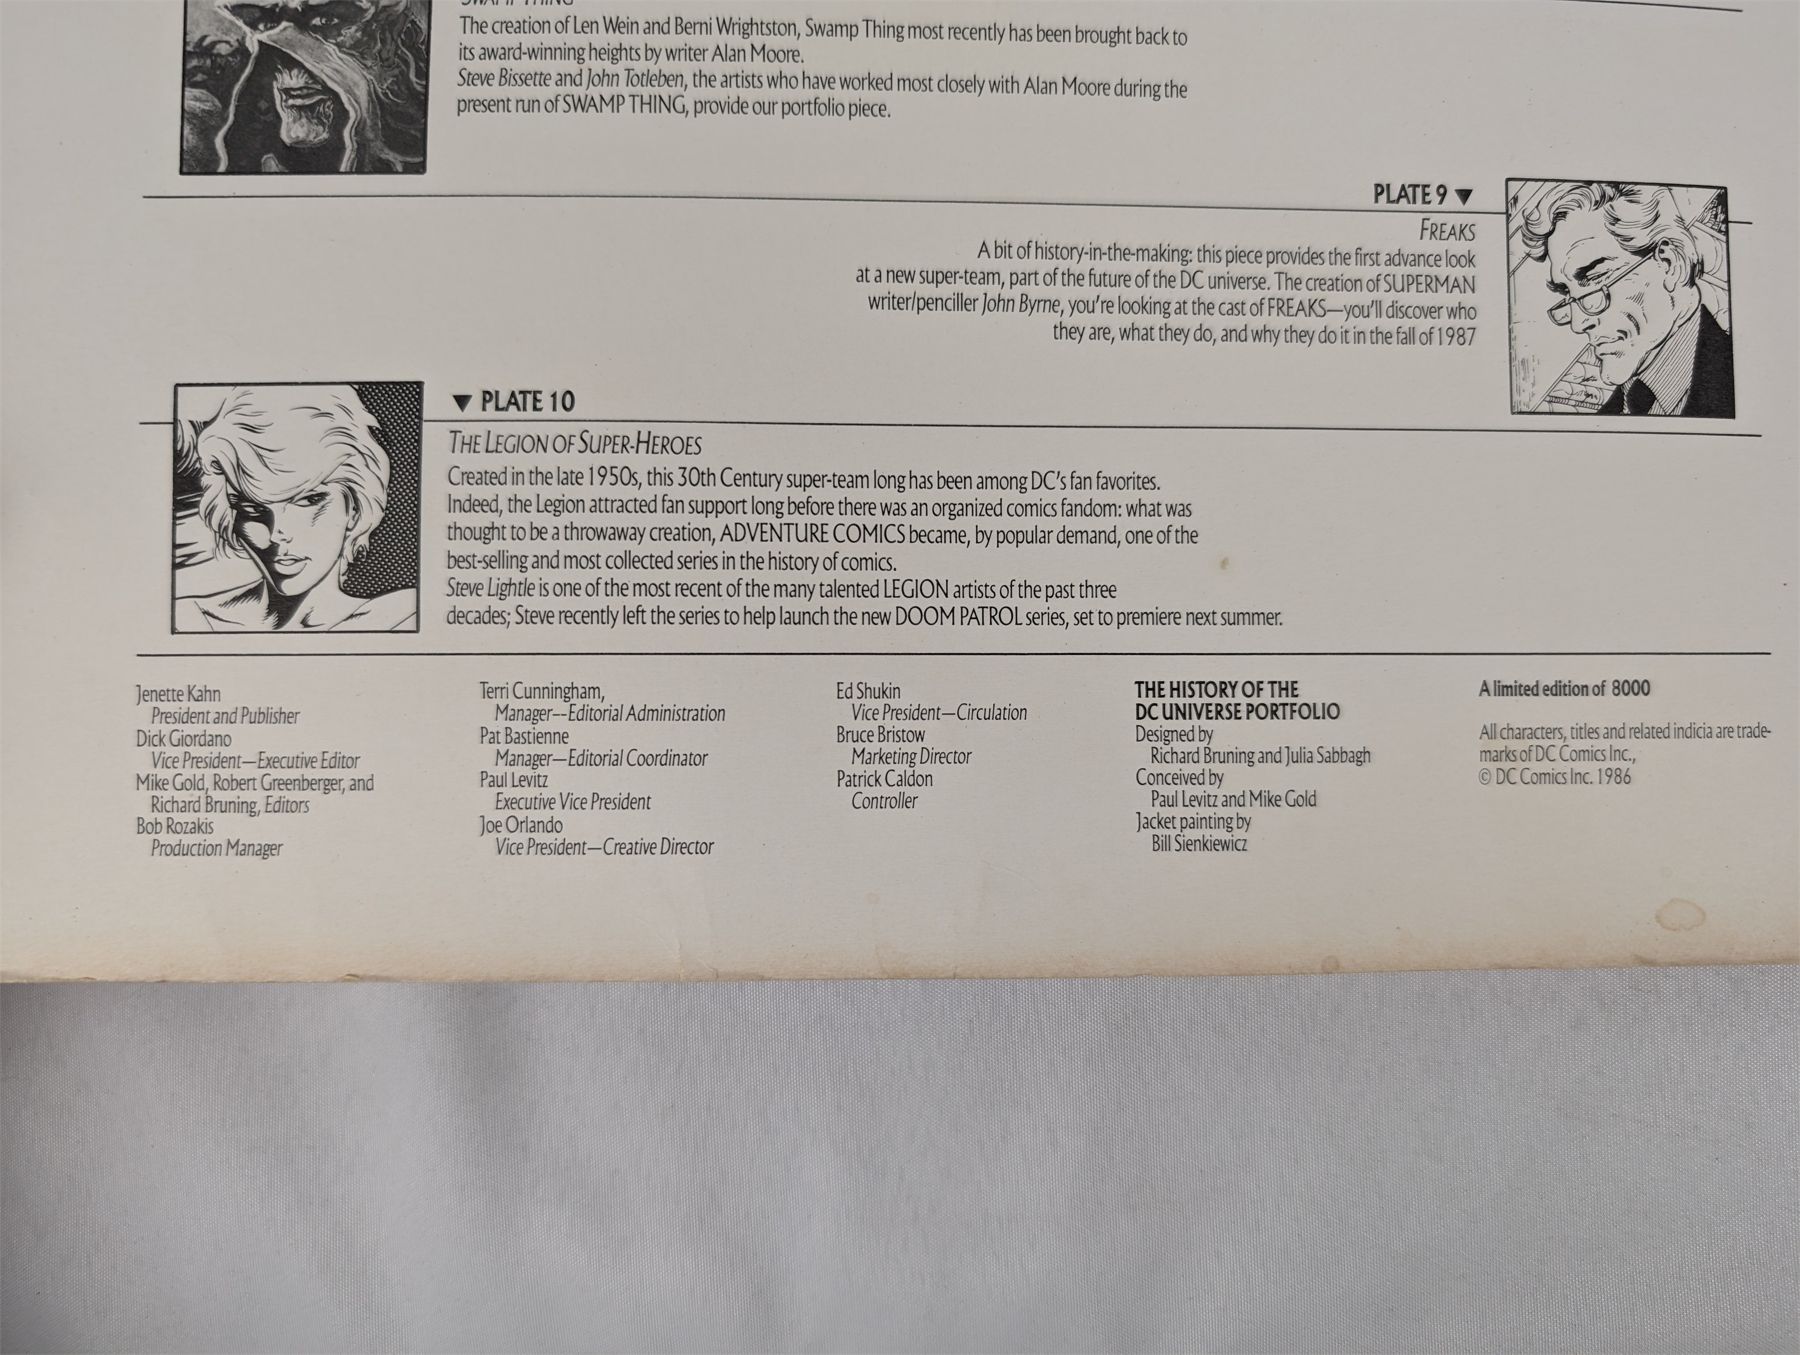 SWAMP THING
The creation of Len Wein and Berni Wrightston, Swamp Thing most recently has been brought back to
its award-winning heights by writer Alan Moore.
Steve Bissette and John Totleben, the artists who have worked most closely with Alan Moore during the
present run of SWAMP THING, provide our portfolio piece.
PLATE 9 ▼
FREAKS
A bit of history-in-the-making: this piece provides the first advance look
at a new super-team, part of the future of the DC universe. The creation of SUPERMAN
writer/penciller John Byrne, you're looking at the cast of FREAKS—you'll discover who
they are, what they do, and why they do it in the fall of 1987
▼ PLATE 10
THE LEGION OF SUPER-HEROES
Created in the late 1950s, this 30th Century super-team long has been among DC's fan favorites.
Indeed, the Legion attracted fan support long before there was an organized comics fandom: what was
thought to be a throwaway creation, ADVENTURE COMICS became, by popular demand, one of the
best-selling and most collected series in the history of comics.
Steve Lightle is one of the most recent of the many talented LEGION artists of the past three
decades; Steve recently left the series to help launch the new DOOM PATROL series, set to premiere next summer.
Jenette Kahn
President and Publisher
Dick Giordano
Vice President—Executive Editor
Mike Gold, Robert Greenberger, and
Richard Bruning, Editors
Bob Rozakis
Production Manager
Terri Cunningham,
Manager--Editorial Administration
Pat Bastienne
Manager—Editorial Coordinator
Paul Levitz
Executive Vice President
Joe Orlando
Vice President—Creative Director
Ed Shukin
Vice President—Circulation
Bruce Bristow
Marketing Director
Patrick Caldon
Controller
THE HISTORY OF THE
DC UNIVERSE PORTFOLIO
Designed by
Richard Bruning and Julia Sabbagh
Conceived by
Paul Levitz and Mike Gold
Jacket painting by
Bill Sienkiewicz
A limited edition of 8000
All characters, titles and related indicia are trade-
marks of DC Comics Inc.,
© DC Comics Inc. 1986